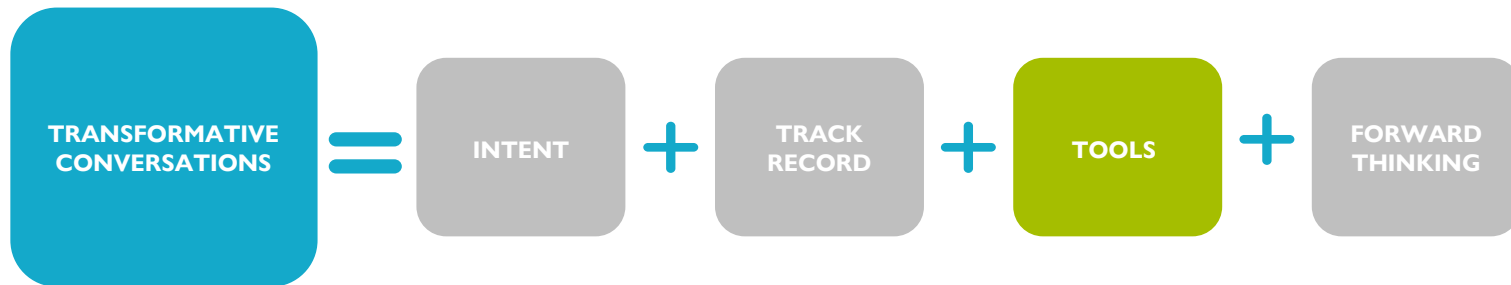 TRANSFORMATIVE
CONVERSATIONS
=
INTENT
+
TRACK
RECORD
+
TOOLS
+
FORWARD
THINKING